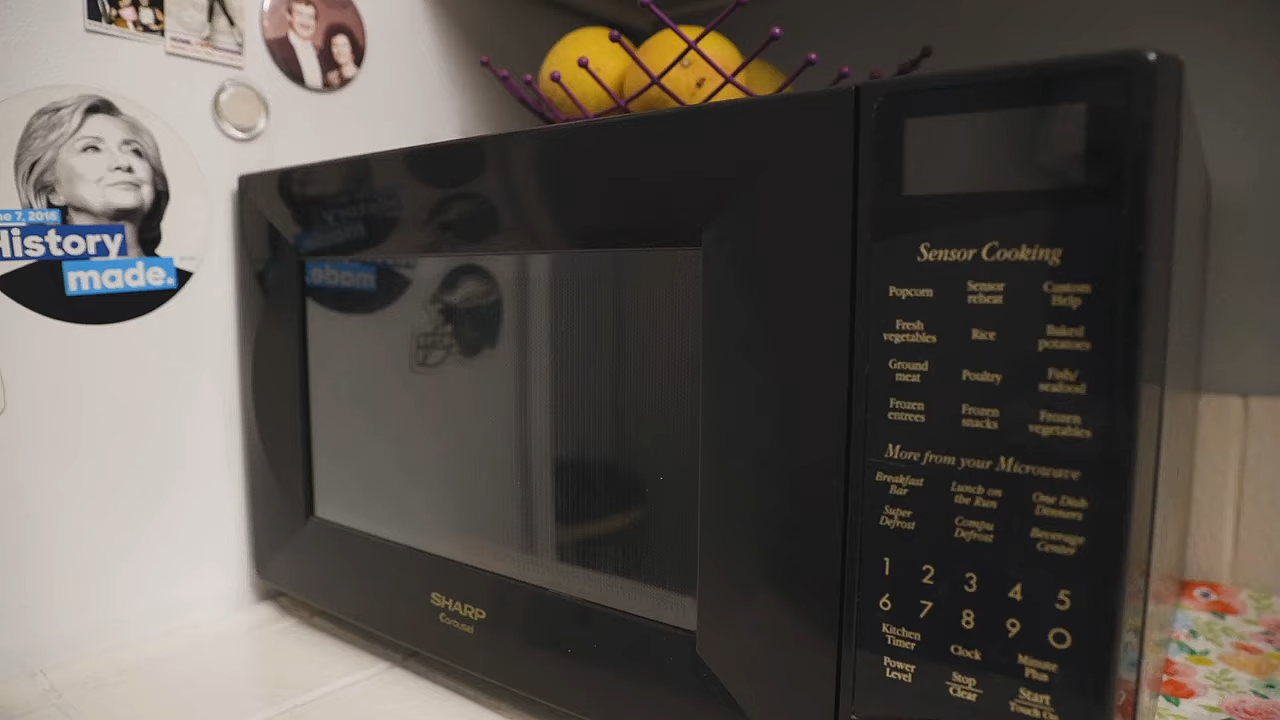 ne 7, 2016
History
made.
SHARP
Carousel
Sensor Cooking
Popcorn
Sensor
reheat
Custom
Help
Fresh
vegetables
Rice
Baked
potatoes
Ground
meat
Poultry
Fish/
seafood
Frozen
entrees
Frozen
snacks
Frozen
vegetables
More from your Microwave
Breakfast
Bar
Lunch on
the Run
One Dish
Dinners
Super
Defrost
Compu
Defrost
Beverage
Center
1 2 3 4 5
6 7 8 9 0
Kitchen
Timer
Clock
Minute
Plus
Power
Level
Stop
Clear
Start
Touch On